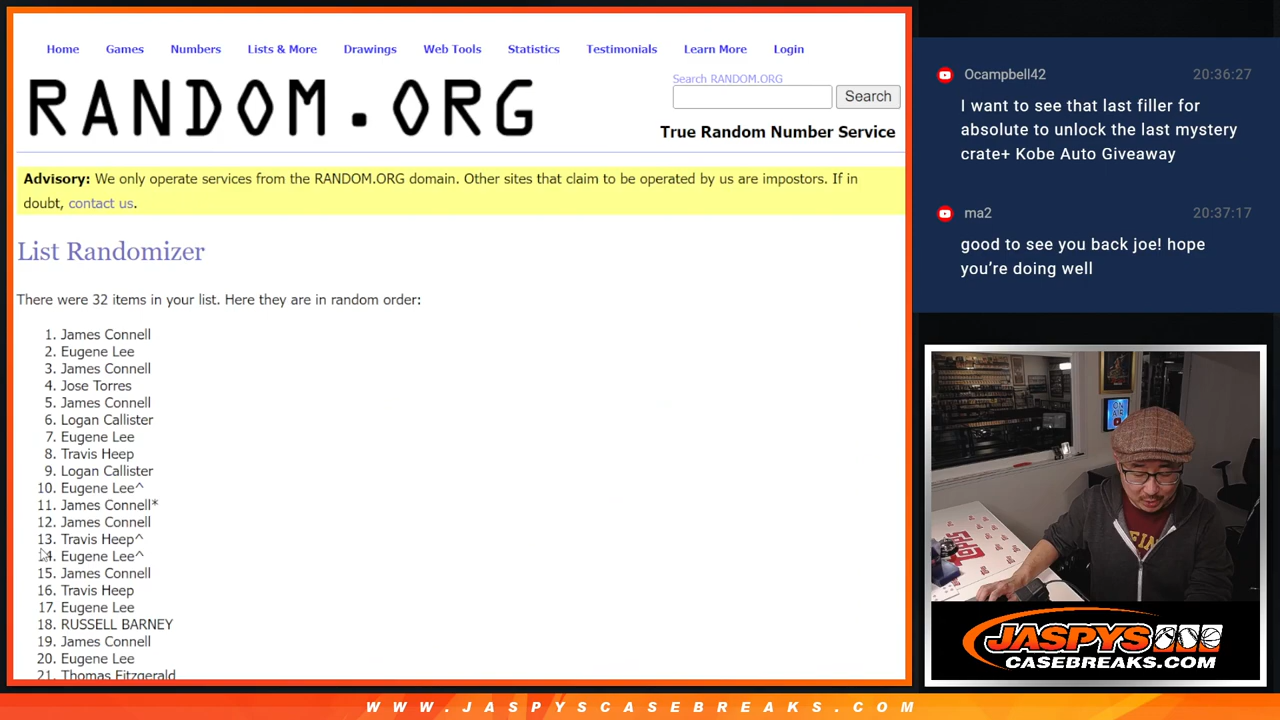 Home Games Numbers Lists & More Drawings Web Tools Statistics Testimonials Learn More Login
RANDOM.ORG
Search RANDOM.ORG
Search
True Random Number Service
Advisory: We only operate services from the RANDOM.ORG domain. Other sites that claim to be operated by us are impostors. If in
doubt, contact us.
List Randomizer
There were 32 items in your list. Here they are in random order:
1. James Connell
2. Eugene Lee
3. James Connell
4. Jose Torres
5. James Connell
6. Logan Callister
7. Eugene Lee
8. Travis Heep
9. Logan Callister
10. Eugene Lee^
11. James Connell*
12. James Connell
13. Travis Heep^
14. Eugene Lee^
15. James Connell
16. Travis Heep
17. Eugene Lee
18. RUSSELL BARNEY
19. James Connell
20. Eugene Lee
21. Thomas Fitzgerald
Ocampbell42 20:36:27
I want to see that last filler for
absolute to unlock the last mystery
crate+ Kobe Auto Giveaway
ma2 20:37:17
good to see you back joe! hope
you're doing well
ON
AIR
topps
JASPYS
CASEBREAKS.COM
WWW.JASPYSCASEBREAKS.COM